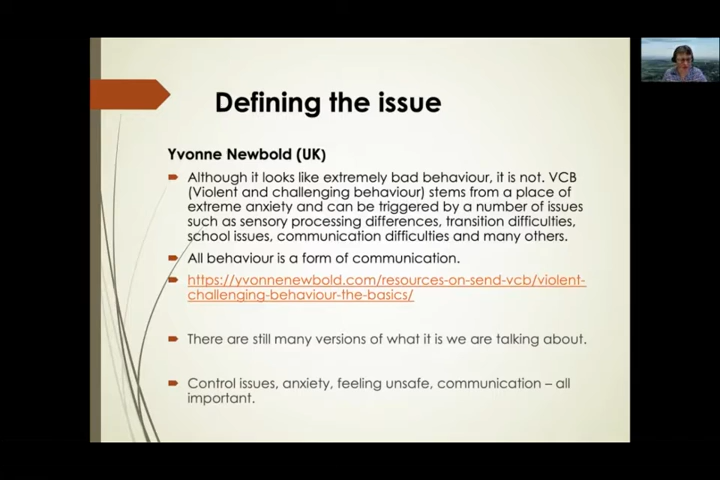 Defining the issue
Yvonne Newbold (UK)
Although it looks like extremely bad behaviour, it is not. VCB
(Violent and challenging behaviour) stems from a place of
extreme anxiety and can be triggered by a number of issues
such as sensory processing differences, transition difficulties,
school issues, communication difficulties and many others.
All behaviour is a form of communication.
https://yvonnenewbold.com/resources-on-send-vcb/violent-
challenging-behaviour-the-basics/
There are still many versions of what it is we are talking about.
Control issues, anxiety, feeling unsafe, communication – all
important.